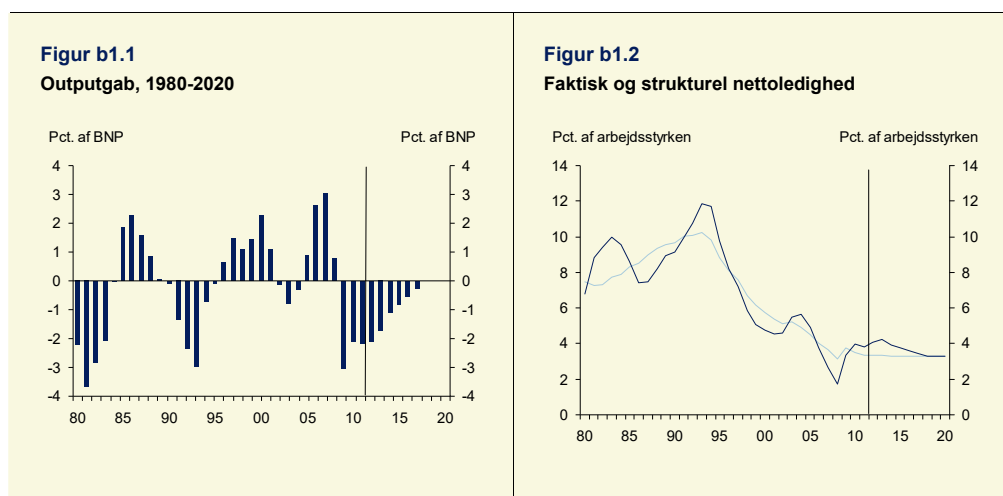 Figur b1.1
Outputgab, 1980-2020
Pct. af BNP Pct. af BNP
4 4
3 3
2 2
1 1
0 0
-1 -1
-2 -2
-3 -3
-4 -4
80 85 90 95 00 05 10 15 20
Figur b1.2
Faktisk og strukturel nettoledighed
Pct. af arbejdsstyrken Pct. af arbejdsstyrken
14 14
12 12
10 10
8 8
6 6
4 4
2 2
0 0
80 85 90 95 00 05 10 15 20